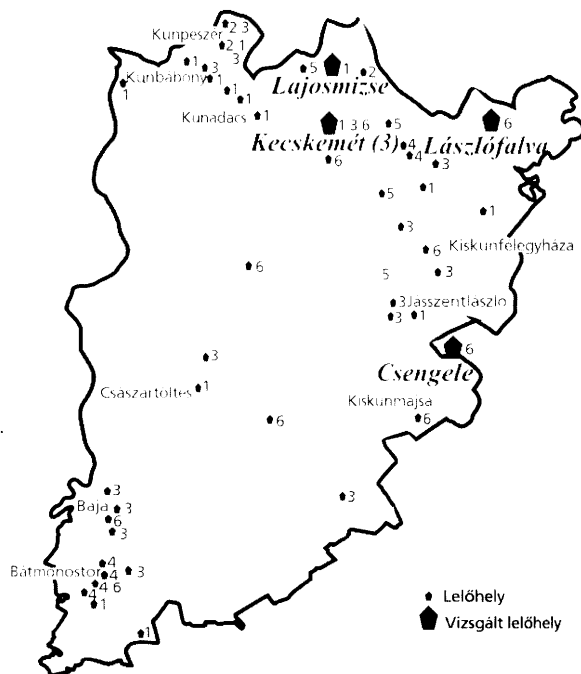 2 3
Kunpeszér
2 1
3
1
3
5
1
2
Kunbábony
1
1
1
Lajosmizse
1
Kunadacs
1
1 3 6
5
6
Kecskemét (3)
4
Lászlófalva
4
6
3
1
5
1
3
6
Kiskunfelegyháza
6
5
3
3
Jasszentlászló
3
1
6
3
Csengele
1
Császártöltés
Kiskunmajsa
6
6
3
3
Baja
3
6
3
4
Bátmonostor
4
3
4 6
4
1
Lelőhely
Vizsgált lelőhely
1